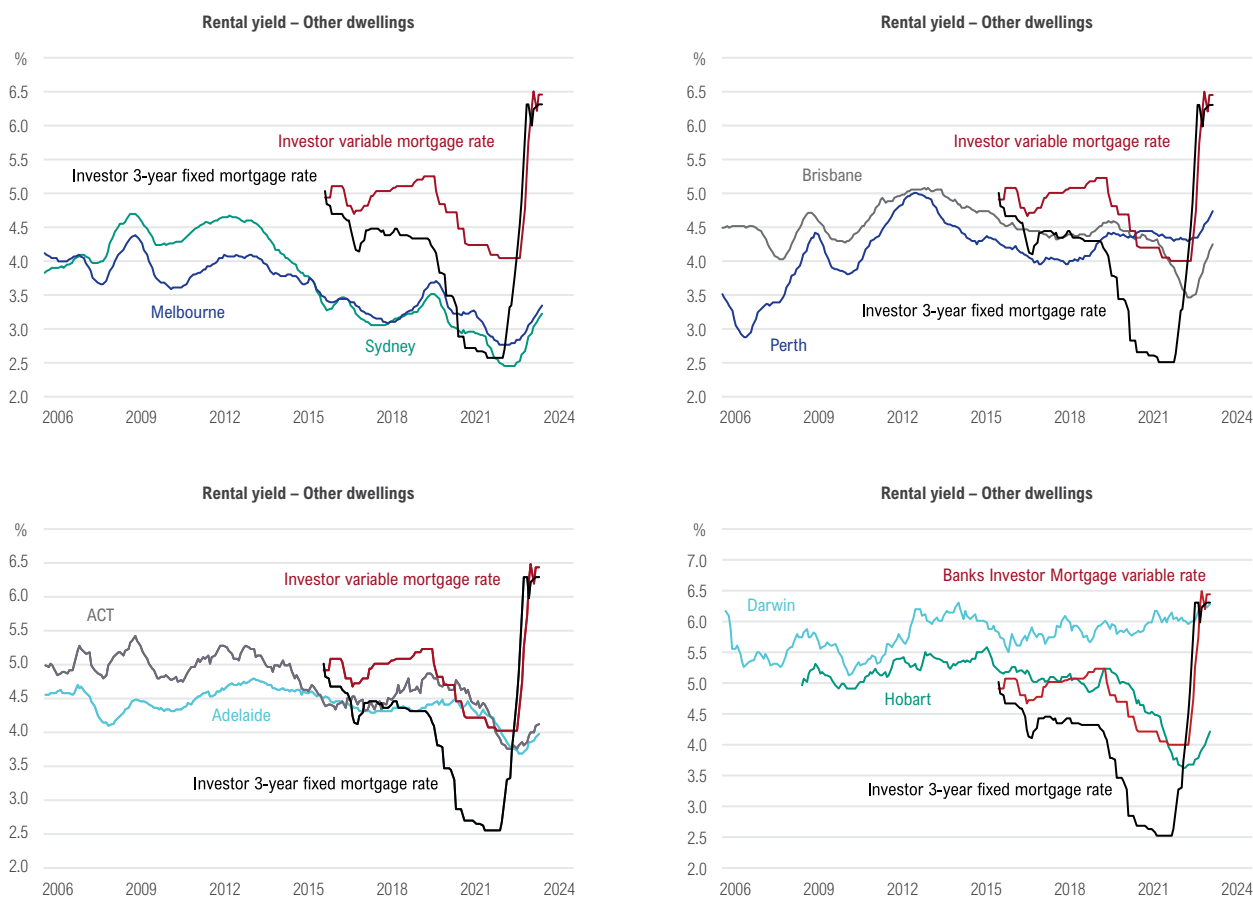 Rental yield – Other dwellings
%
6.5
6.0
5.5
5.0
4.5
4.0
3.5
3.0
2.5
2.0
Investor variable mortgage rate
Investor 3-year fixed mortgage rate
Melbourne
Sydney
2006 2009 2012 2015 2018 2021 2024
Rental yield – Other dwellings
%
6.5
6.0
5.5
5.0
4.5
4.0
3.5
3.0
2.5
2.0
Investor variable mortgage rate
Brisbane
Investor 3-year fixed mortgage rate
Perth
2006 2009 2012 2015 2018 2021 2024
Rental yield – Other dwellings
%
6.5
6.0
5.5
5.0
4.5
4.0
3.5
3.0
2.5
2.0
Investor variable mortgage rate
ACT
Adelaide
Investor 3-year fixed mortgage rate
2006 2009 2012 2015 2018 2021 2024
Rental yield – Other dwellings
%
7.0
6.5
6.0
5.5
5.0
4.5
4.0
3.5
3.0
2.5
2.0
Banks Investor Mortgage variable rate
Darwin
Hobart
Investor 3-year fixed mortgage rate
2006 2009 2012 2015 2018 2021 2024